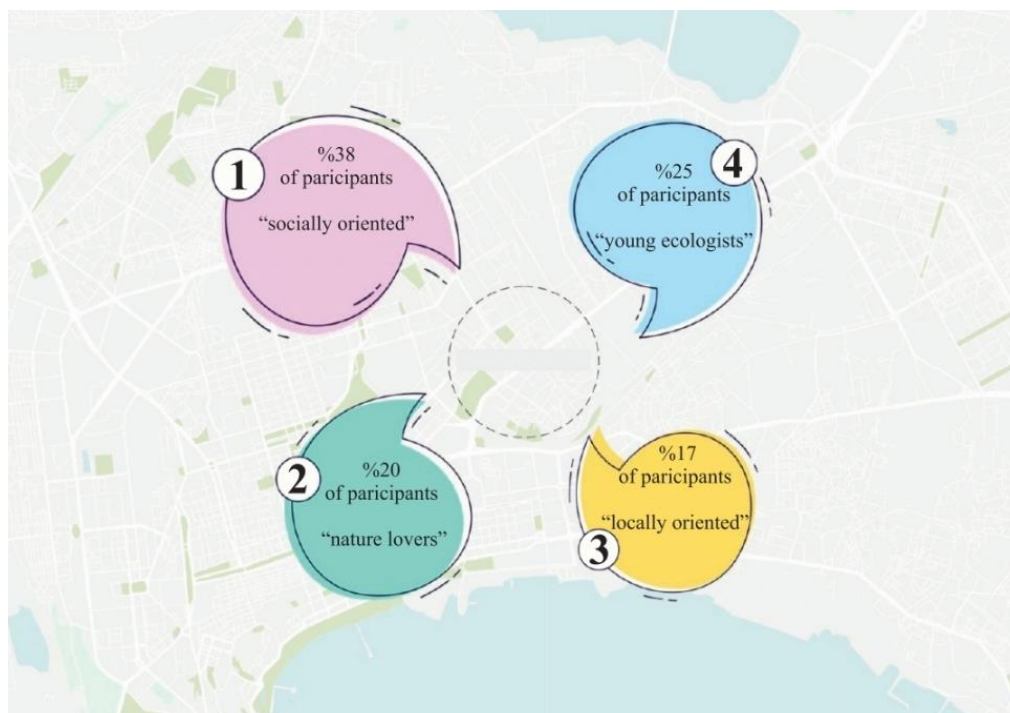 1
%38
of paricipants
“socially oriented”
4
%25
of paricipants
“young ecologists”
2
%20
of paricipants
“nature lovers”
3
%17
of paricipants
“locally oriented”